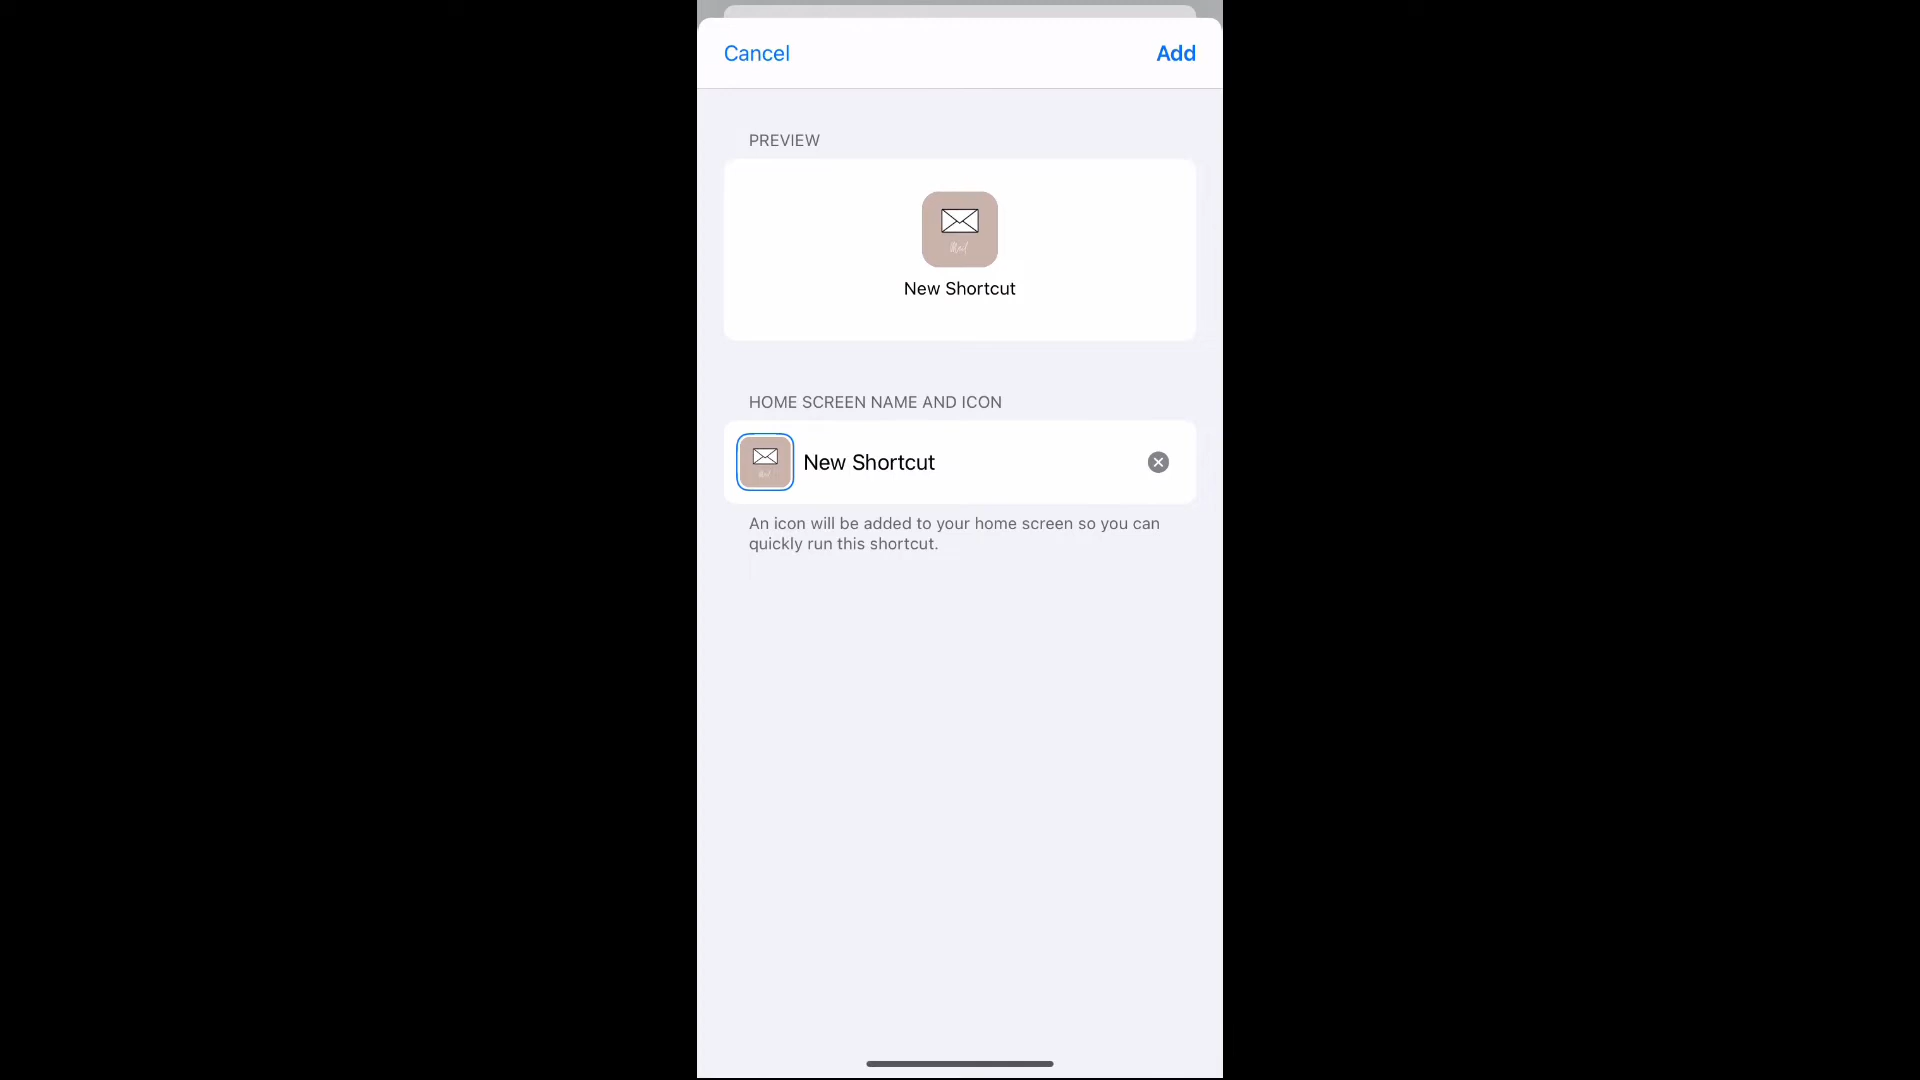 Cancel
Add
PREVIEW
Mail
New Shortcut
HOME SCREEN NAME AND ICON
New Shortcut
An icon will be added to your home screen so you can
quickly run this shortcut.